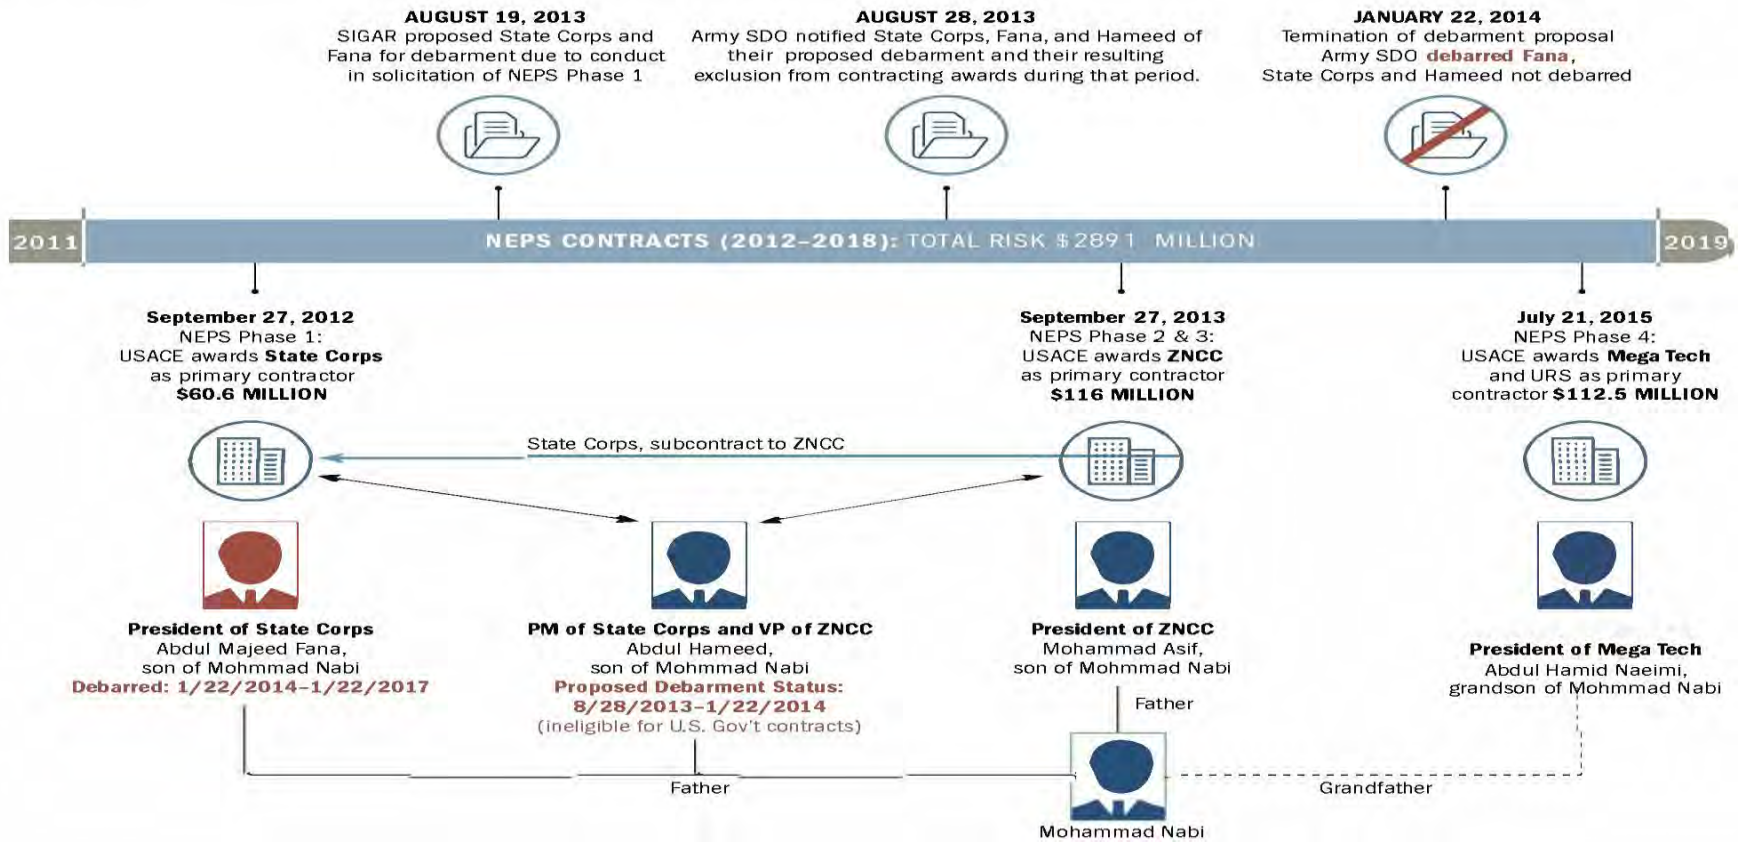 AUGUST 19, 2013
SIGAR proposed State Corps and
Fana for debarment due to conduct
in solicitation of NEPS Phase 1
AUGUST 28, 2013
Army SDO notified State Corps, Fana, and Hameed of
their proposed debarment and their resulting
exclusion from contracting awards during that period.
JANUARY 22, 2014
Termination of debarment proposal
Army SDO debarred Fana,
State Corps and Hameed not debarred
2011
NEPS CONTRACTS (2012–2018): TOTAL RISK $2891 MILLION
2019
September 27, 2012
NEPS Phase 1:
USACE awards State Corps
as primary contractor
$60.6 MILLION
September 27, 2013
NEPS Phase 2 & 3:
USACE awards ZNCC
as primary contractor
$116 MILLION
July 21, 2015
NEPS Phase 4:
USACE awards Mega Tech
and URS as primary
contractor $112.5 MILLION
State Corps, subcontract to ZNCC
President of State Corps
Abdul Majeed Fana,
son of Mohmmad Nabi
Debarred: 1/22/2014–1/22/2017
PM of State Corps and VP of ZNCC
Abdul Hameed,
son of Mohmmad Nabi
Proposed Debarment Status:
8/28/2013–1/22/2014
(ineligible for U.S. Gov't contracts)
President of ZNCC
Mohammad Asif,
son of Mohmmad Nabi
President of Mega Tech
Abdul Hamid Naeimi,
grandson of Mohmmad Nabi
Father
Father
Grandfather
Mohammad Nabi